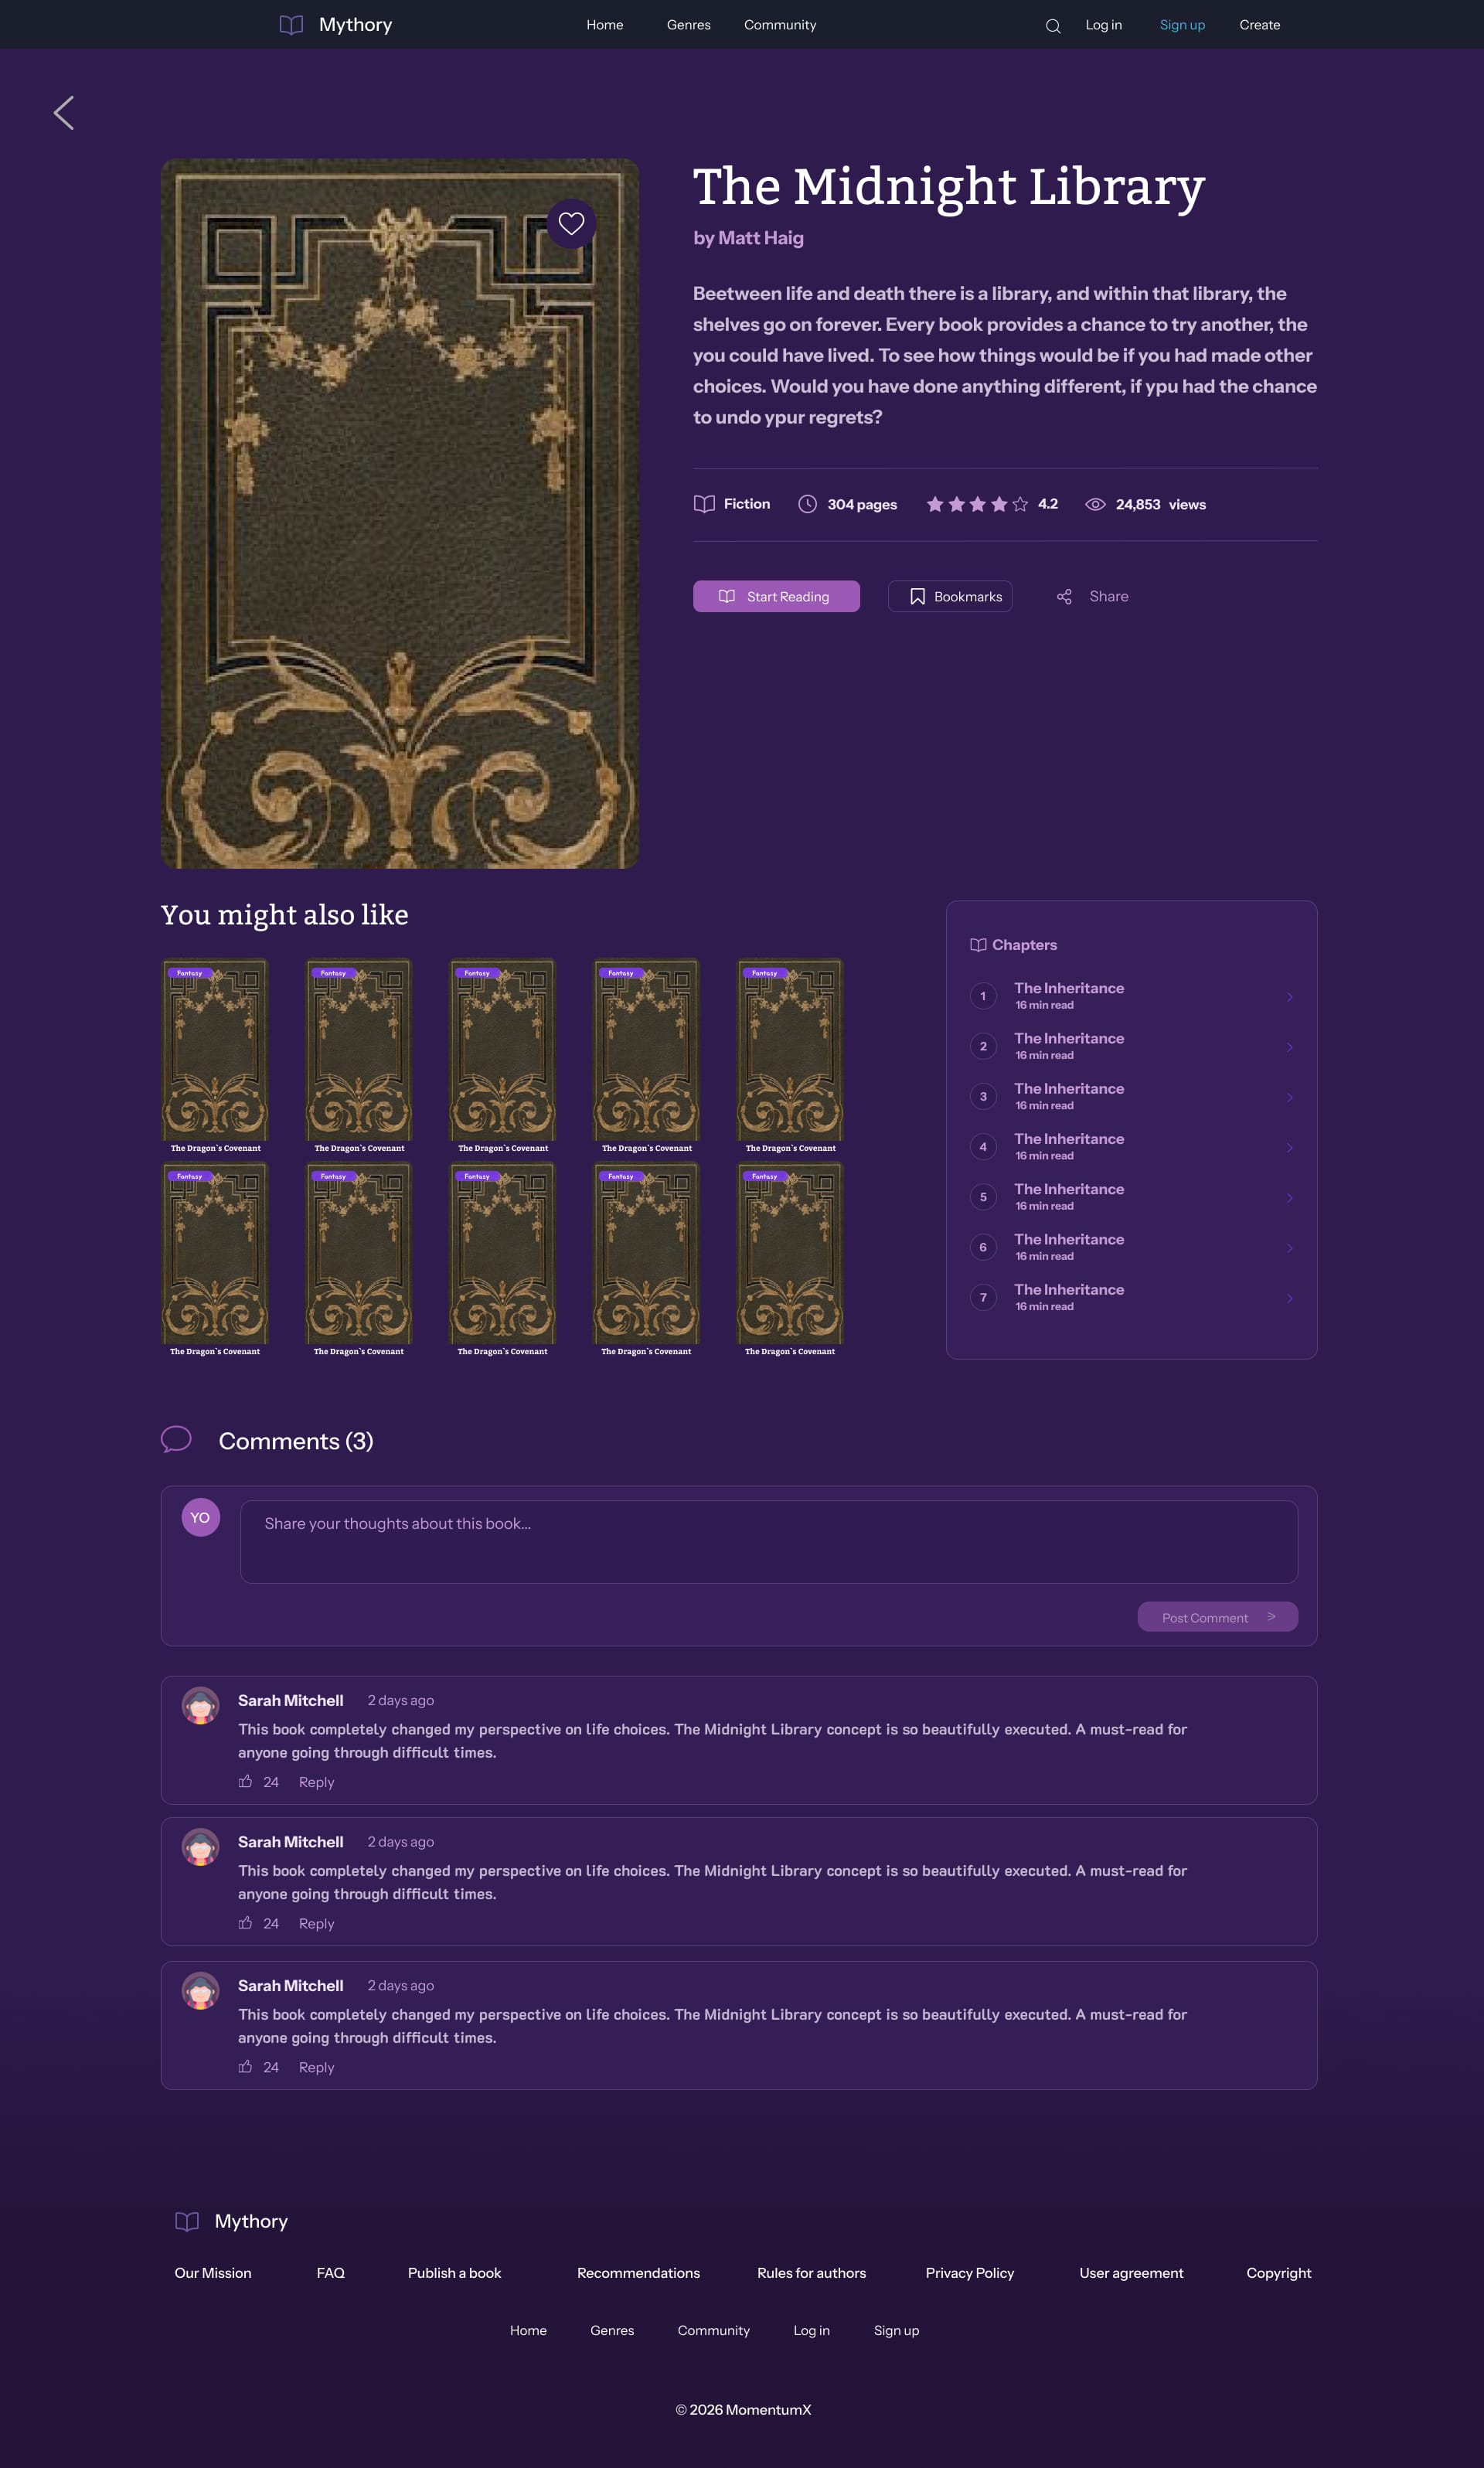 Mythory
Home Genres Community
Log in Sign up Create
The Midnight Library
by Matt Haig
Beetween life and death there is a library, and within that library, the
shelves go on forever. Every book provides a chance to try another, the
you could have lived. To see how things would be if you had made other
choices. Would you have done anything different, if ypu had the chance
to undo ypur regrets?
Fiction 304 pages 4.2 24,853 views
Start Reading Bookmarks Share
You might also like
Fantasy Fantasy Fantasy Fantasy Fantasy
The Dragon`s Covenant The Dragon`s Covenant The Dragon`s Covenant The Dragon`s Covenant The Dragon`s Covenant
Fantasy Fantasy Fantasy Fantasy Fantasy
The Dragon`s Covenant The Dragon`s Covenant The Dragon`s Covenant The Dragon`s Covenant The Dragon`s Covenant
Chapters
1 The Inheritance
16 min read
2 The Inheritance
16 min read
3 The Inheritance
16 min read
4 The Inheritance
16 min read
5 The Inheritance
16 min read
6 The Inheritance
16 min read
7 The Inheritance
16 min read
Comments (3)
YO
Share your thoughts about this book...
Post Comment >
Sarah Mitchell 2 days ago
This book completely changed my perspective on life choices. The Midnight Library concept is so beautifully executed. A must-read for
anyone going through difficult times.
24 Reply
Sarah Mitchell 2 days ago
This book completely changed my perspective on life choices. The Midnight Library concept is so beautifully executed. A must-read for
anyone going through difficult times.
24 Reply
Sarah Mitchell 2 days ago
This book completely changed my perspective on life choices. The Midnight Library concept is so beautifully executed. A must-read for
anyone going through difficult times.
24 Reply
Mythory
Our Mission FAQ Publish a book Recommendations Rules for authors Privacy Policy User agreement Copyright
Home Genres Community Log in Sign up
© 2026 MomentumX